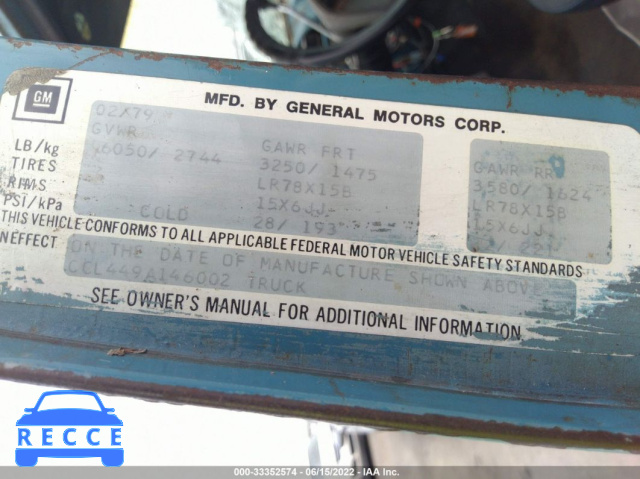 GM
MFD. BY GENERAL MOTORS CORP.
02/79
GVWR GAWR FRT GAWR RR
LB/kg 6050/ 2744 3250/ 1475 3580/ 1624
TIRES LR78X15B LR78X15B
RIMS 15X6JJ 15X6JJ
PSI/kPa COLD 28/ 193
THIS VEHICLE CONFORMS TO ALL APPLICABLE FEDERAL MOTOR VEHICLE SAFETY STANDARDS
N EFFECT ON THE DATE OF MANUFACTURE SHOWN ABOVE
CCL449A146002 TRUCK
SEE OWNER'S MANUAL FOR ADDITIONAL INFORMATION
RECCE
000-33352574 - 06/15/2022 - IAA Inc.